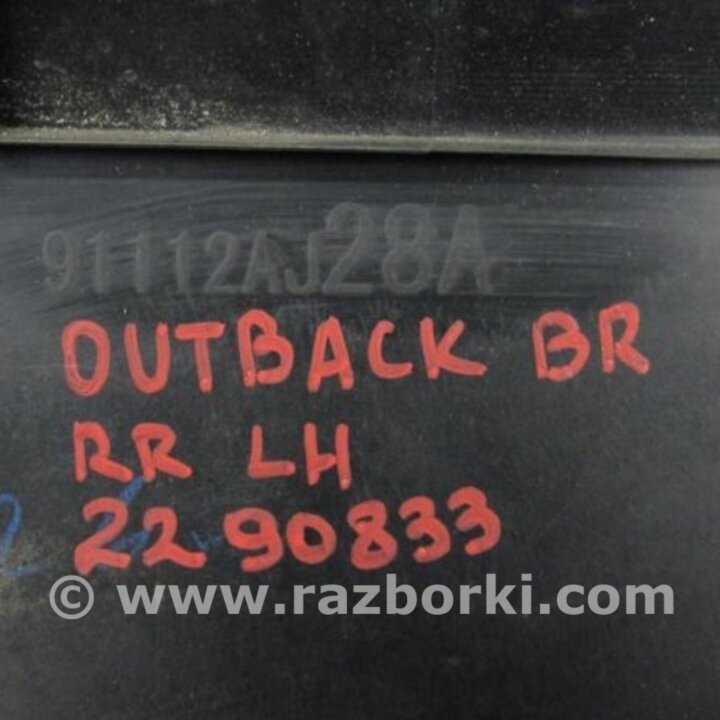 91112AJ28A
OUTBACK BR
RR LH
2290833
© www.razborki.com